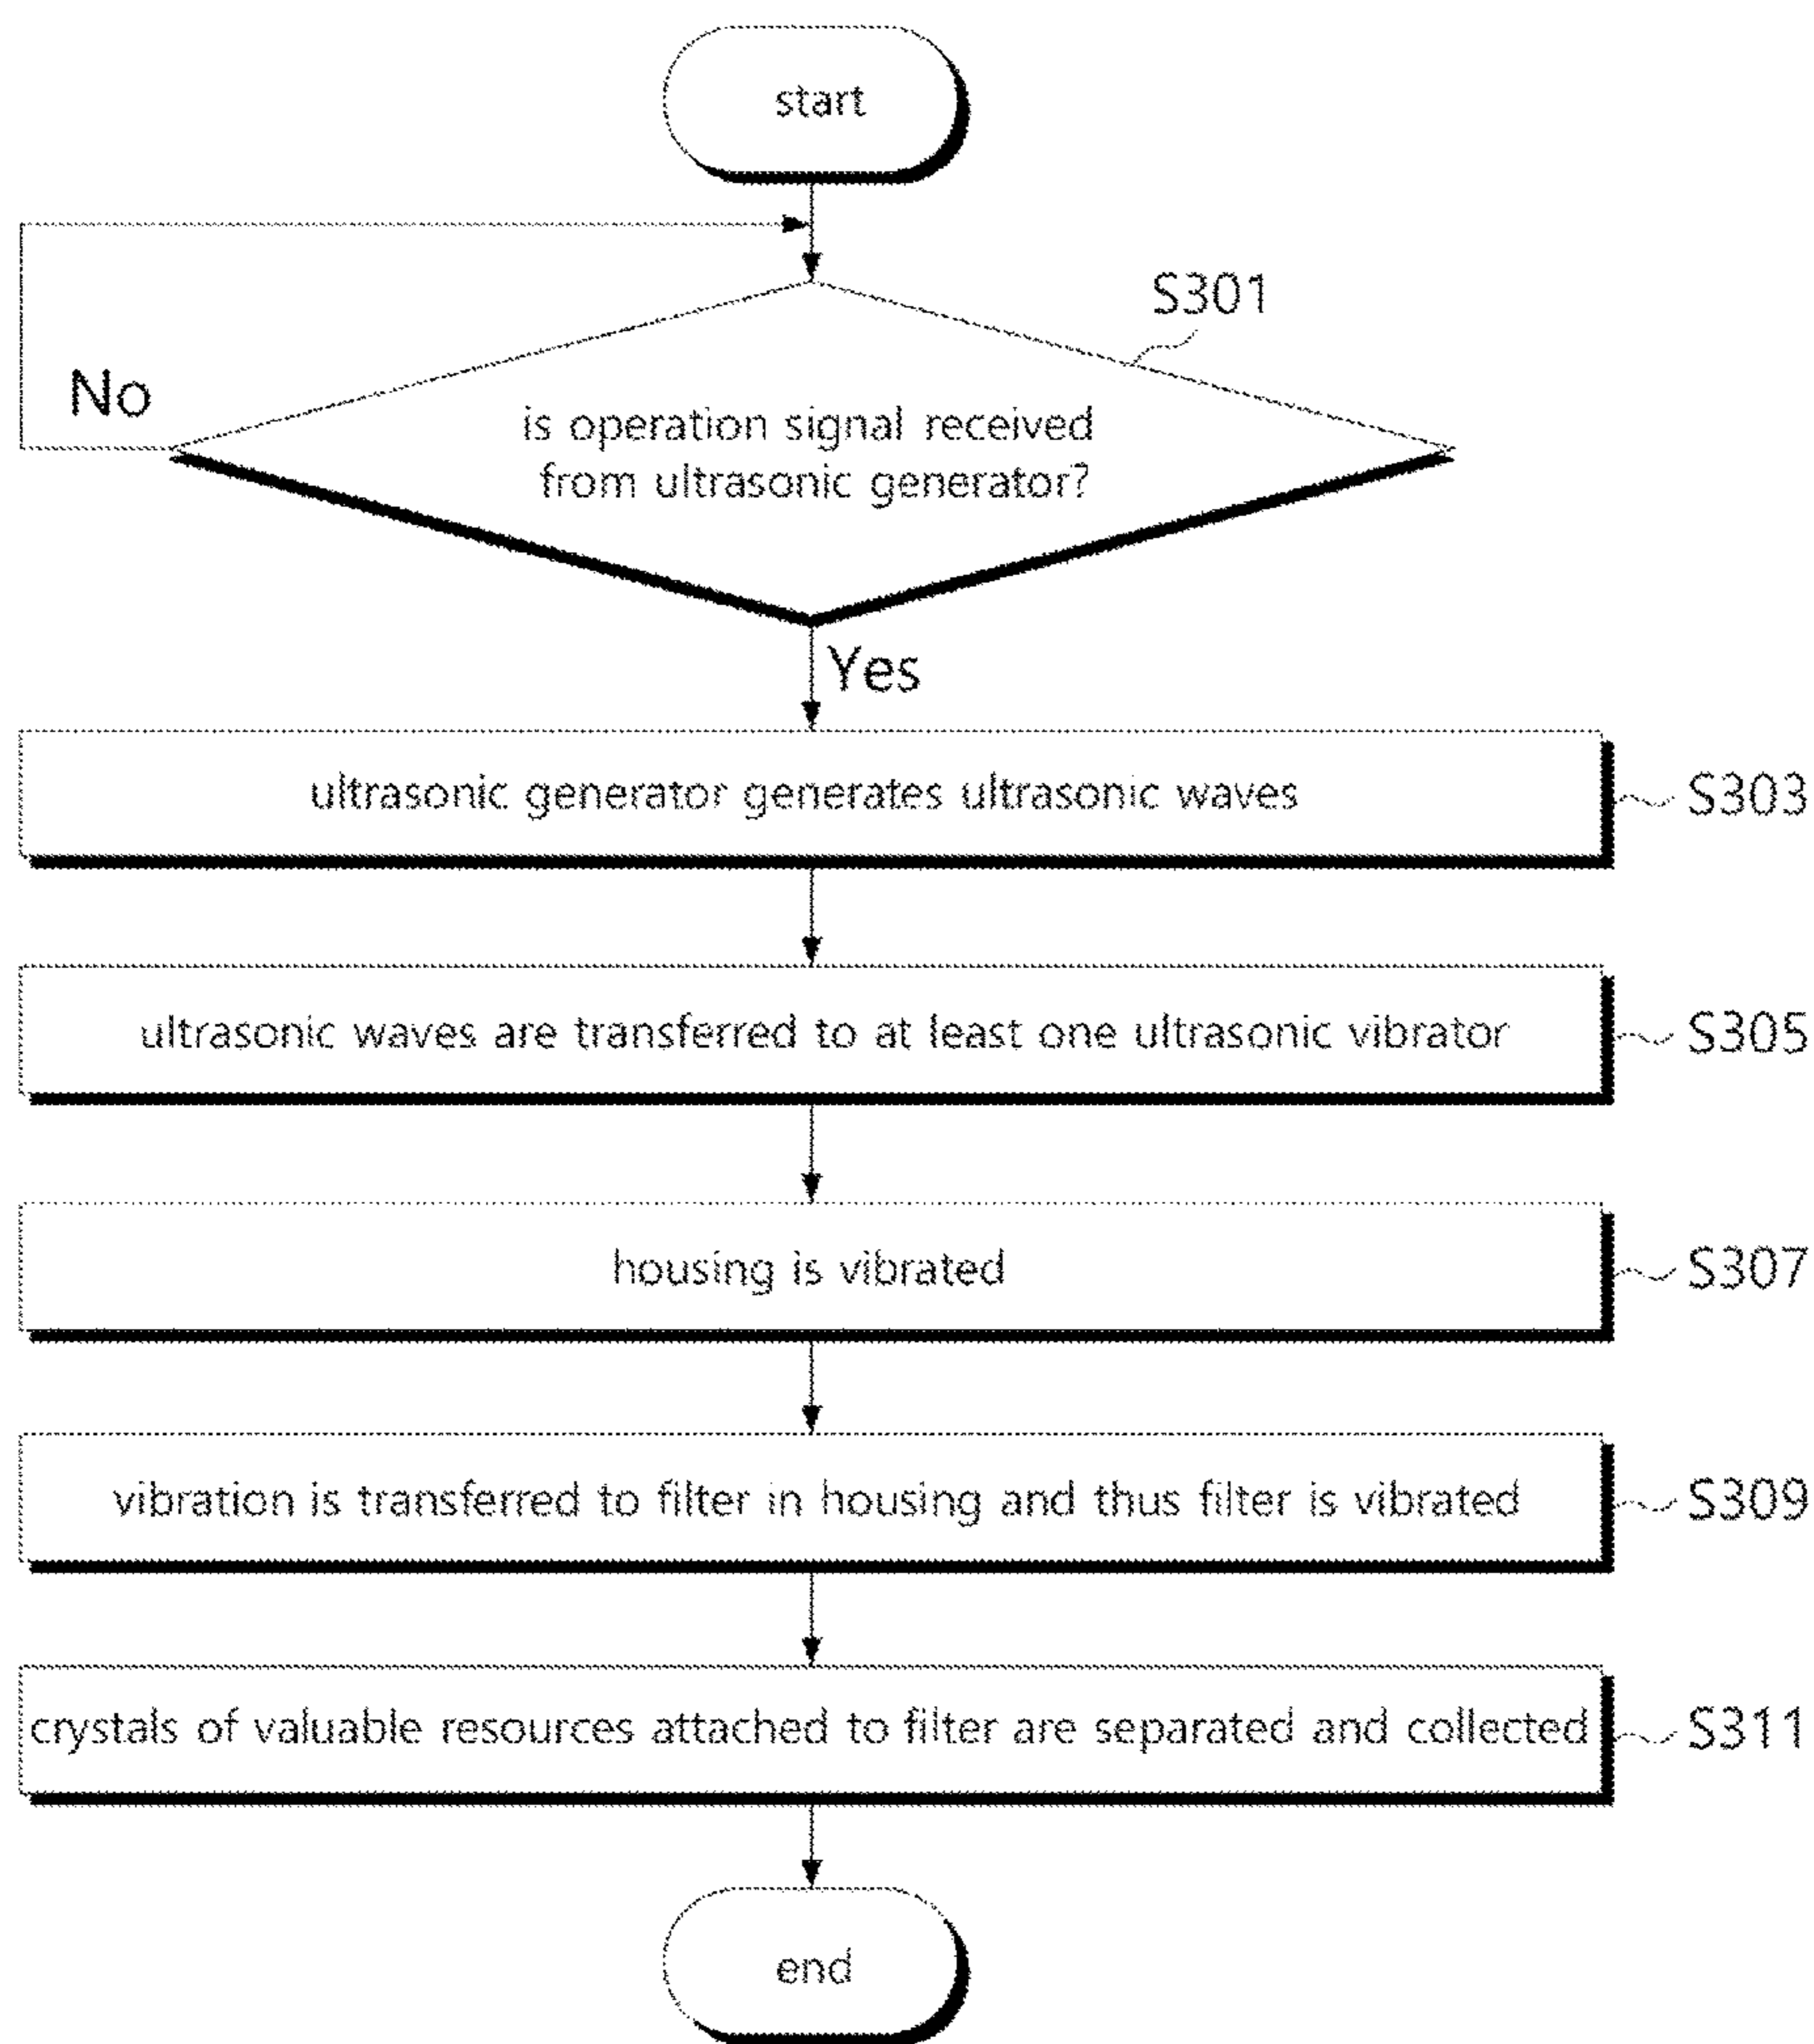 start
S301
No
is operation signal received
from ultrasonic generator?
Yes
ultrasonic generator generates ultrasonic waves
S303
ultrasonic waves are transferred to at least one ultrasonic vibrator
S305
housing is vibrated
S307
vibration is transferred to filter in housing and thus filter is vibrated
S309
crystals of valuable resources attached to filter are separated and collected
S311
end